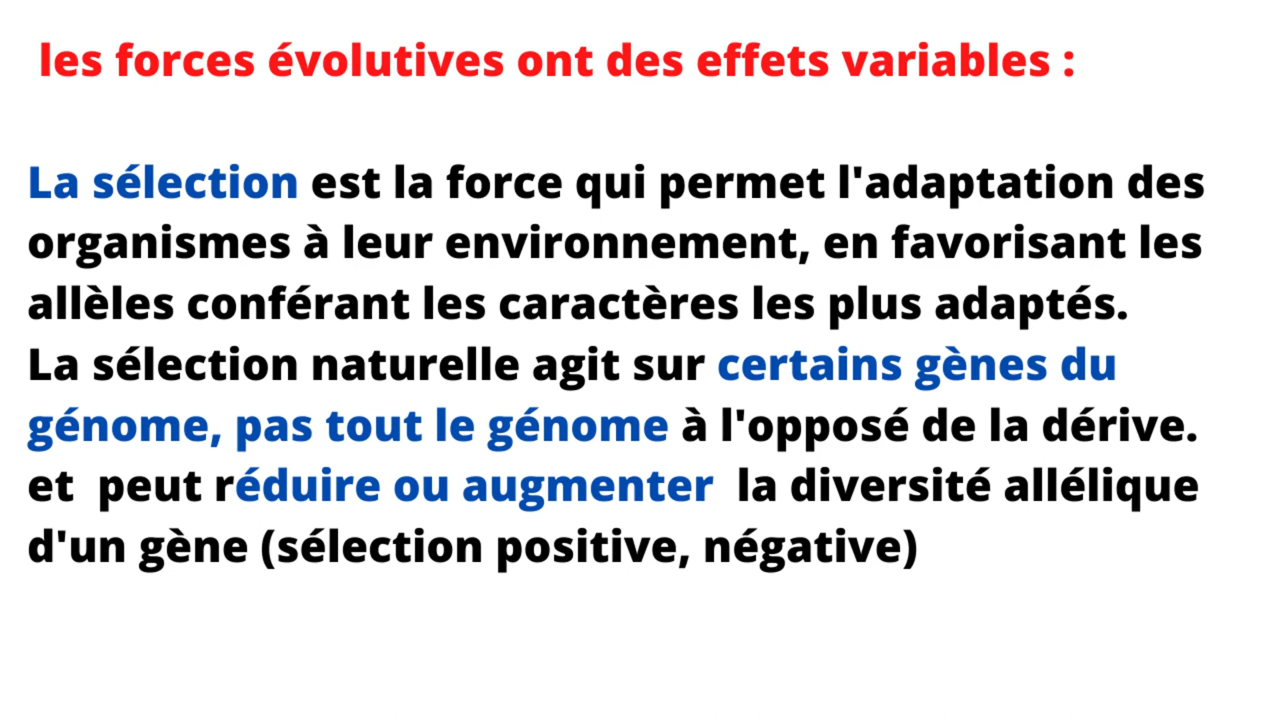 les forces évolutives ont des effets variables :
La sélection est la force qui permet l'adaptation des
organismes à leur environnement, en favorisant les
allèles conférant les caractères les plus adaptés.
La sélection naturelle agit sur certains gènes du
génome, pas tout le génome à l'opposé de la dérive.
et  peut réduire ou augmenter  la diversité allélique
d'un gène (sélection positive, négative)